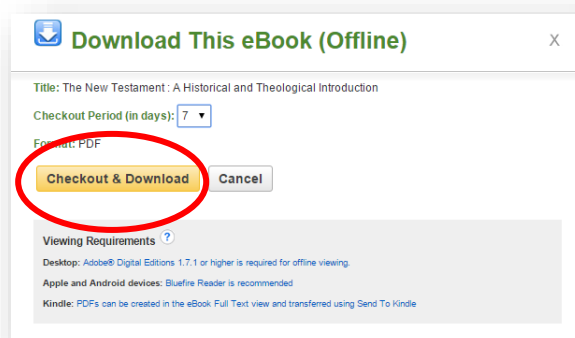 Download This eBook (Offline)
X
Title: The New Testament : A Historical and Theological Introduction
Checkout Period (in days): 7
Format: PDF
Checkout & Download Cancel
Viewing Requirements ?
Desktop: Adobe® Digital Editions 1.7.1 or higher is required for offline viewing.
Apple and Android devices: Bluefire Reader is recommended
Kindle: PDFs can be created in the eBook Full Text view and transferred using Send To Kindle